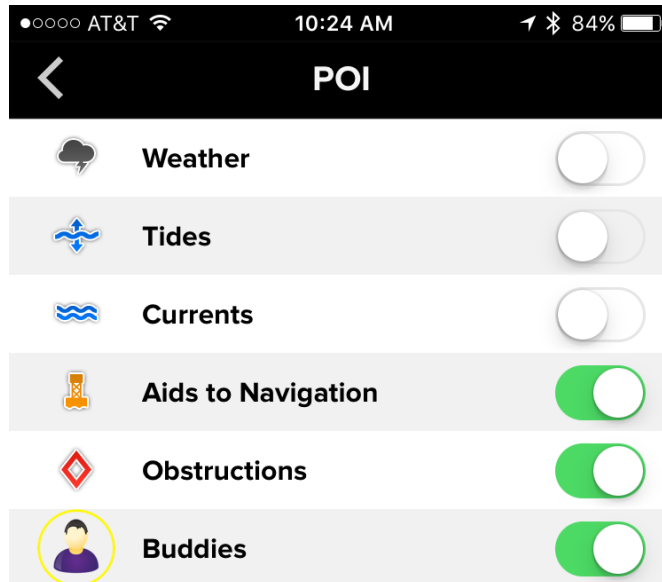 AT&T 10:24 AM 84%
POI
Weather
Tides
Currents
Aids to Navigation
Obstructions
Buddies